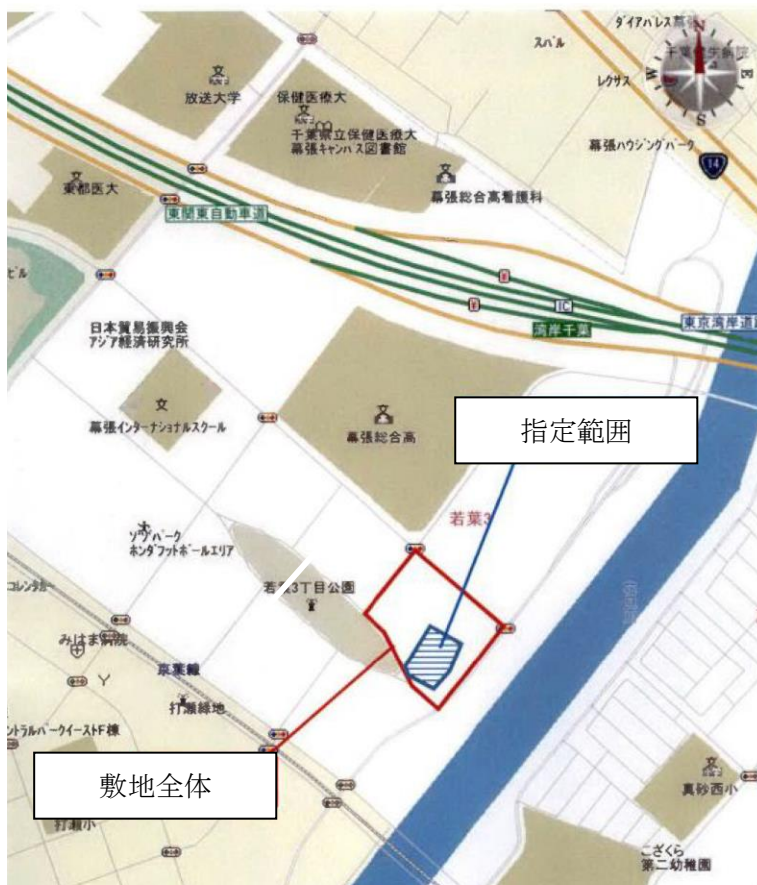 ダイアパレス幕張
スバル
N
千葉健生病院
W
E
S
レクサス
放送大学
保健医療大
千葉県立保健医療大
幕張キャンパス図書館
幕張ハウジングパーク
14
幕張総合高看護科
東都医大
東関東自動車道
ビル
IC
東京湾岸道路
湾岸千葉
日本貿易振興会
アジア経済研究所
幕張インターナショナルスクール
幕張総合高
指定範囲
若葉3
ホンダフットボールエリア
若葉3丁目公園
みはま病院
京葉線
打瀬緑地
ントラルパークイーストF棟
敷地全体
打瀬小
真砂西小
こざくら
第二幼稚園